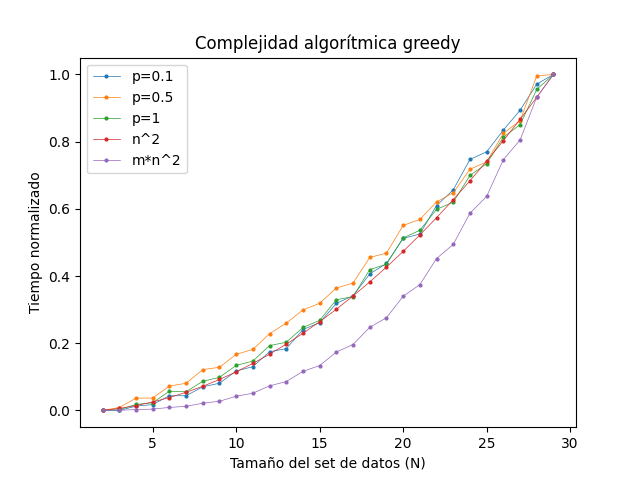 Complejidad algorítmica greedy
p=0.1
p=0.5
p=1
n^2
m*n^2
1.0
0.8
0.6
0.4
0.2
0.0
Tiempo normalizado
5 10 15 20 25 30
Tamaño del set de datos (N)